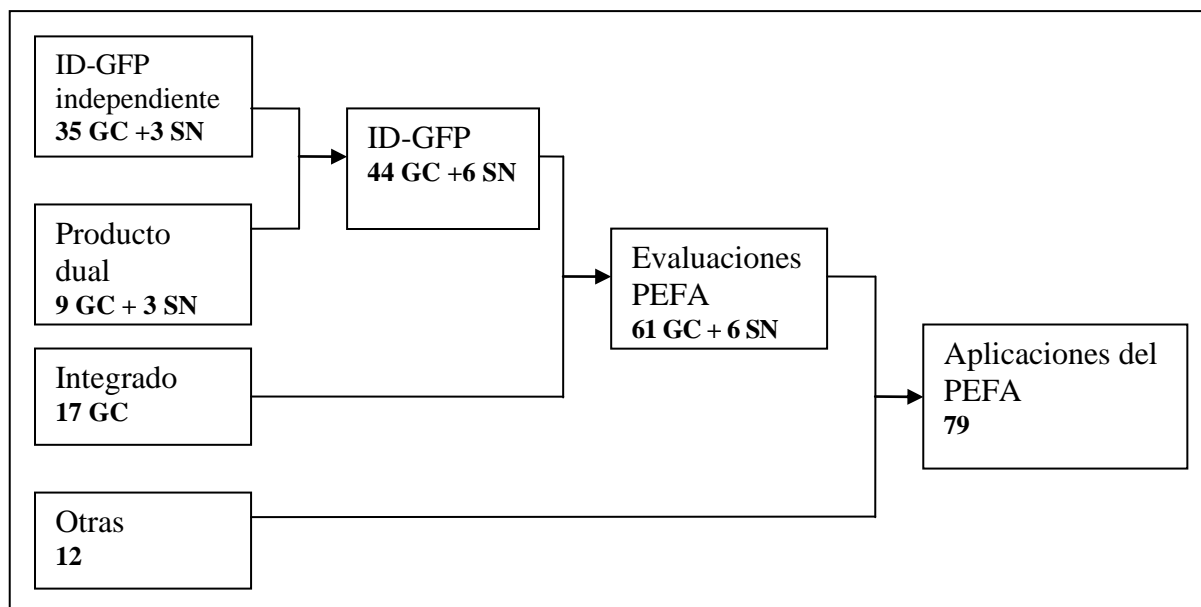 ID-GFP
independiente
35 GC +3 SN
Producto
dual
9 GC + 3 SN
Integrado
17 GC
Otras
12
ID-GFP
44 GC +6 SN
Evaluaciones
PEFA
61 GC + 6 SN
Aplicaciones del
PEFA
79